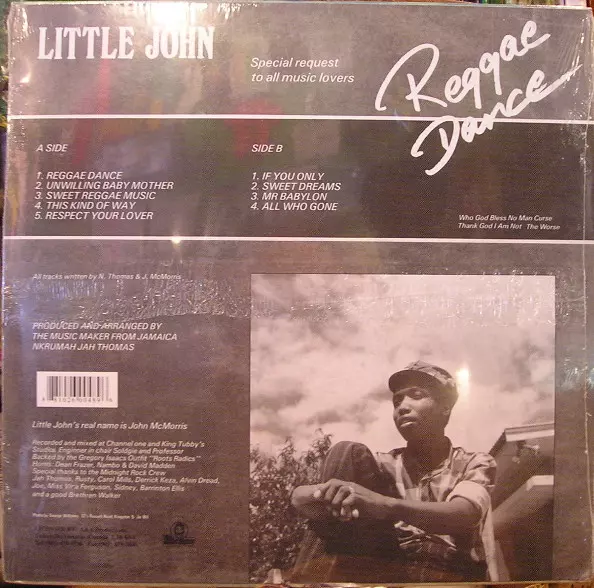 LITTLE JOHN
Special request
to all music lovers
Reggae
Dance
A SIDE
1. REGGAE DANCE
2. UNWILLING BABY MOTHER
3. SWEET REGGAE MUSIC
4. THIS KIND OF WAY
5. RESPECT YOUR LOVER
SIDE B
1. IF YOU ONLY
2. SWEET DREAMS
3. MR BABYLON
4. ALL WHO GONE
Who God Bless No Man Curse
Thank God I Am Not The Worse
All tracks written by N. Thomas & J. McMorris
PRODUCED AND ARRANGED BY
THE MUSIC MAKER FROM JAMAICA
NKRUMAH JAH THOMAS
Little John's real name is John McMorris
Recorded and mixed at Channel one and King Tubby's
Studios. Engineer in chair Soldgie and Professor
Backed by the Gregory Isaacs Outfit "Roots Radics"
Horns: Dean Frazer, Nambo & David Madden
Special thanks to the Midnight Rock Crew
Jah Thomas, Rusty, Carol Mills, Derrick Keza, Alvin Dread,
Joe, Miss Vira Ferguson, Sidney, Barrinton Ellis
and a good Brethren Walker